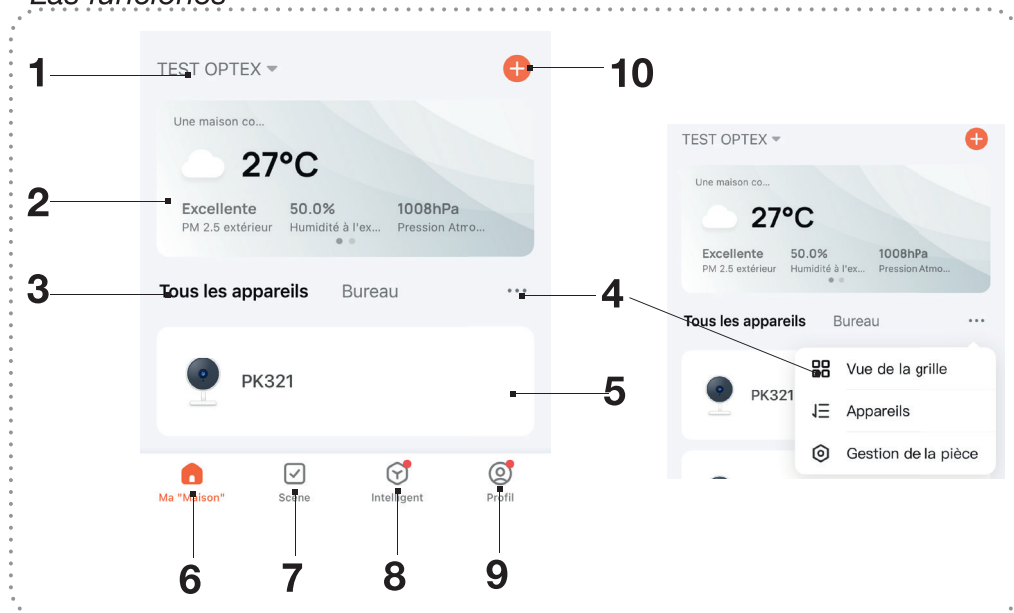 Las funciones
1
TEST OPTEX
10
Une maison co...
27°C
2
Excellente 50.0% 1008hPa
PM 2.5 extérieur Humidité à l'ex... Pression Atmo...
3
Tous les appareils Bureau ...
4
PK321
5
Ma "Maison" Scène Intelligent Profil
6 7 8 9
TEST OPTEX
Une maison co...
27°C
Excellente 50.0% 1008hPa
PM 2.5 extérieur Humidité à l'ex... Pression Atmo...
Tous les appareils Bureau ...
PK321
Vue de la grille
Appareils
Gestion de la pièce